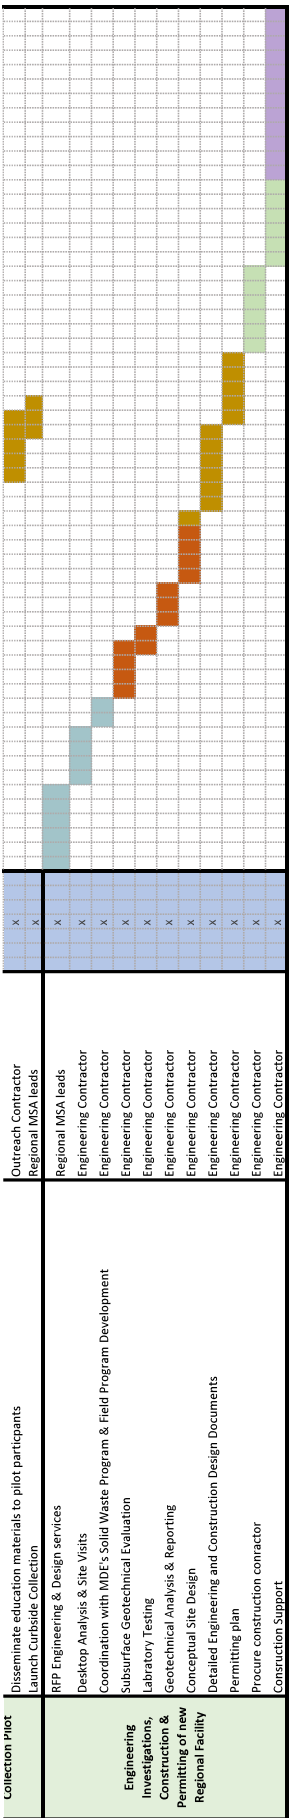 Collection Pilot
Disseminate education materials to pilot particpants Outreach Contractor x
Launch Curbside Collection Regional MSA leads x
Engineering
Investigations,
Construction &
Permitting of new
Regional Facility
RFP Engineering & Design services Regional MSA leads x
Desktop Analysis & Site Visits Engineering Contractor x
Coordination with MDE's Solid Waste Program & Field Program Development Engineering Contractor x
Subsurface Geotechnical Evaluation Engineering Contractor x
Labratory Testing Engineering Contractor x
Geotechnical Analysis & Reporting Engineering Contractor x
Conceptual Site Design Engineering Contractor x
Detailed Engineering and Construction Design Documents Engineering Contractor x
Permitting plan Engineering Contractor x
Procure construction conractor Engineering Contractor x
Construction Support Engineering Contractor x